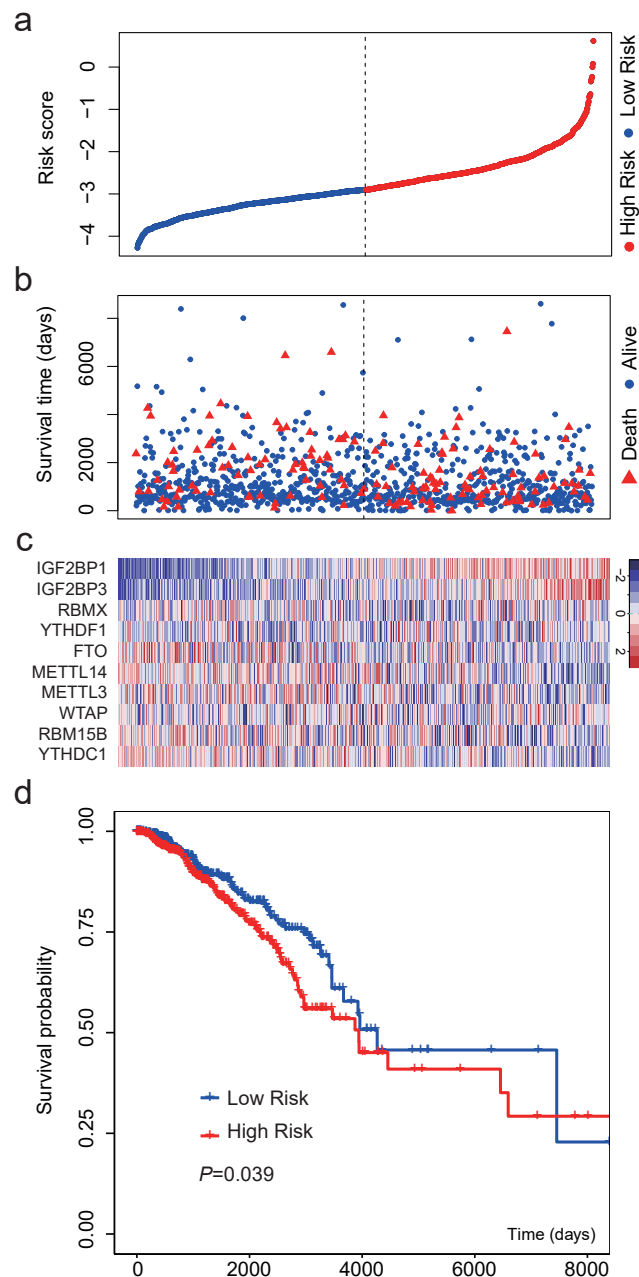 a
Risk score
0
−1
−2
−3
−4
High Risk
Low Risk
b
Survival time (days)
6000
2000
0
Death
Alive
c
IGF2BP1
IGF2BP3
RBMX
YTHDF1
FTO
METTL14
METTL3
WTAP
RBM15B
YTHDC1
−2
0
2
d
Survival probability
1.00
0.75
0.50
0.25
0.00
Low Risk
High Risk
P=0.039
Time (days)
0 2000 4000 6000 8000